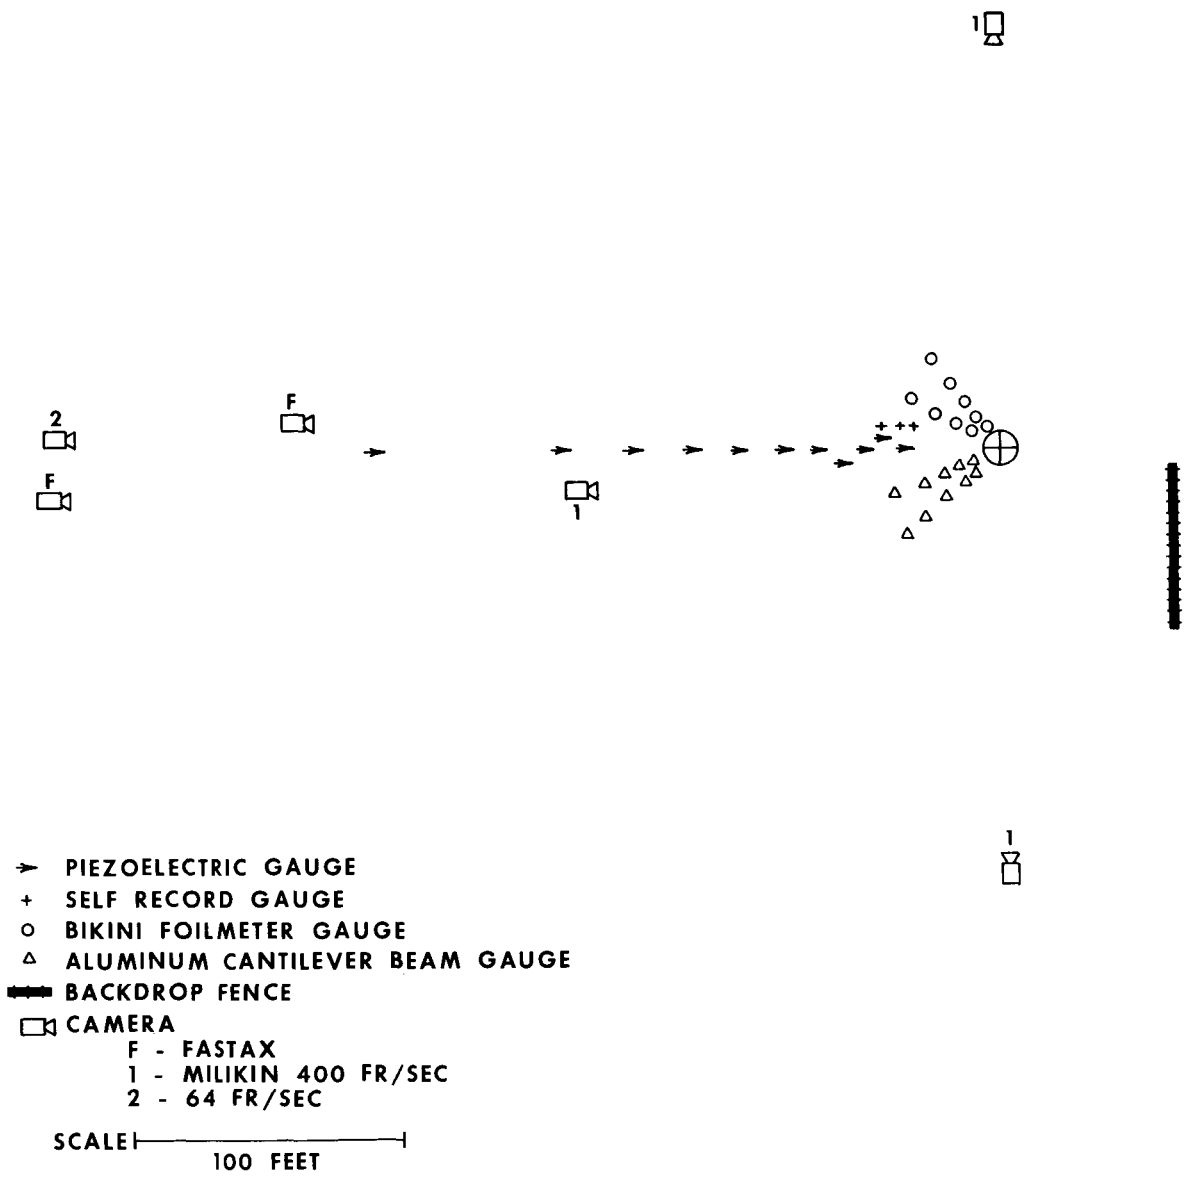 1
F
2
F
1
1
PIEZOELECTRIC GAUGE
SELF RECORD GAUGE
BIKINI FOILMETER GAUGE
ALUMINUM CANTILEVER BEAM GAUGE
BACKDROP FENCE
CAMERA
F - FASTAX
1 - MILIKIN 400 FR/SEC
2 - 64 FR/SEC
SCALE
100 FEET